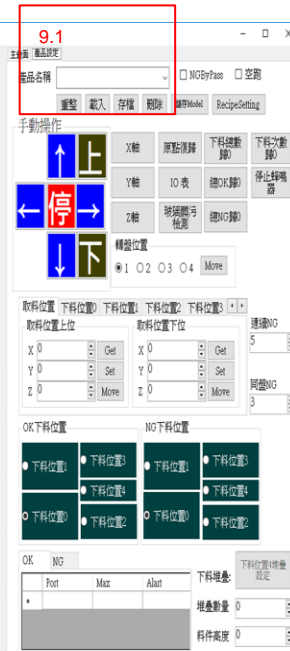 9.1
主畫面 產品設定
產品名稱 NGByPass 空跑
重整 載入 存檔 刪除 儲存Model RecipeSetting
手動操作
↑ 上 X軸 原點復歸 下料總數歸0 下料次數歸0
← 停 → Y軸 IO 表 總OK歸0 停止蜂鳴器
↓ 下 Z軸 玻璃髒污檢測 總NG歸0
轉盤位置
1 2 3 4 Move
取料位置 下料位置0 下料位置1 下料位置2 下料位置3
取料位置上位 取料位置下位 連續NG
X 0 Get X 0 Get 5
Y 0 Set Y 0 Set 同盤NG
Z 0 Move Z 0 Move 3
OK下料位置 NG下料位置
下料位置1 下料位置3 下料位置1 下料位置3
下料位置4 下料位置4
下料位置0 下料位置2 下料位置0 下料位置2
OK NG
Port Max Alart 下料堆疊: 下料位置4堆疊設定
堆疊數量 0
料件高度 0